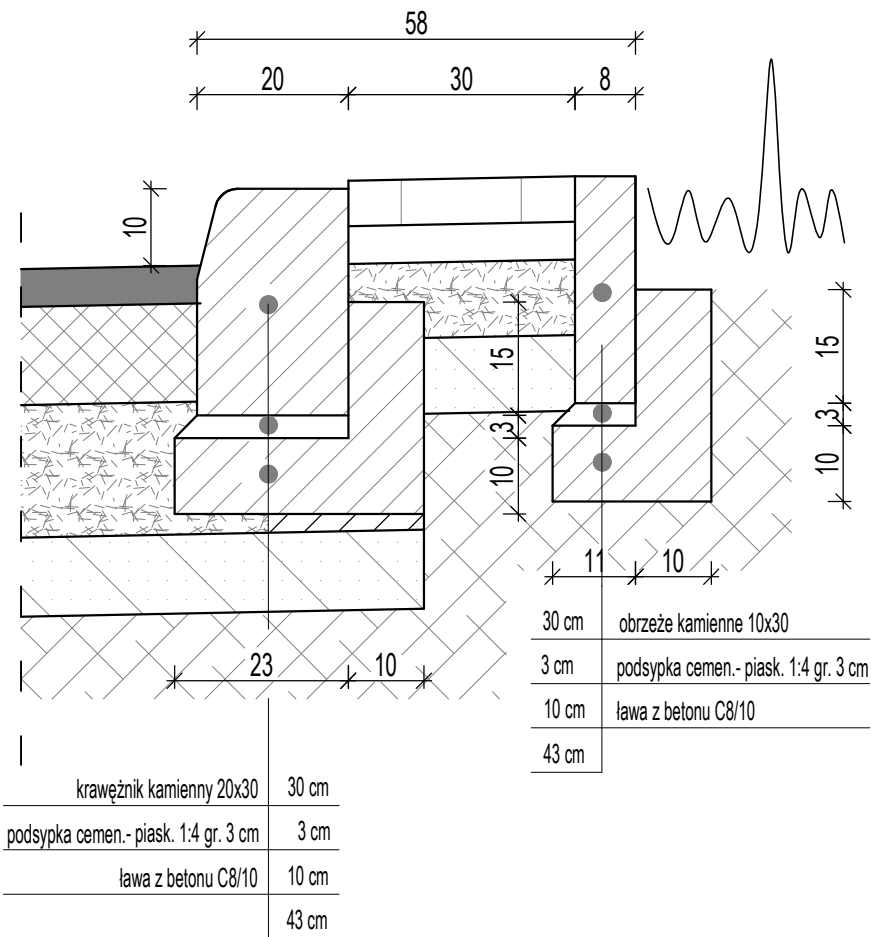 58
20 30 8
10
15
3
10
15
3
10
11 10
23 10
30 cm obrzeże kamienne 10x30
3 cm podsypka cemen.- piask. 1:4 gr. 3 cm
10 cm ława z betonu C8/10
43 cm
krawężnik kamienny 20x30 30 cm
podsypka cemen.- piask. 1:4 gr. 3 cm 3 cm
ława z betonu C8/10 10 cm
43 cm